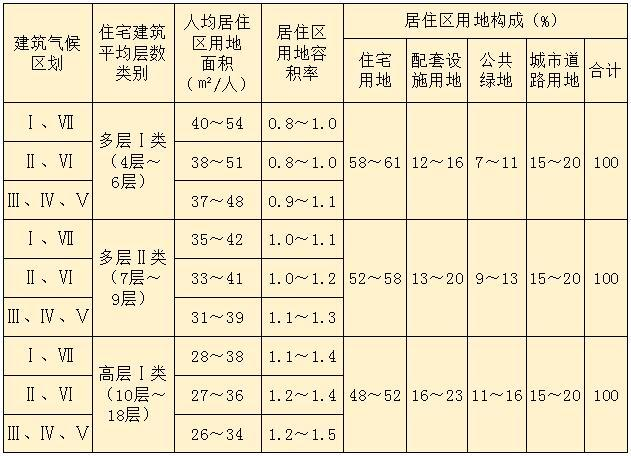 建筑气候区划 住宅建筑平均层数类别 人均居住区用地面积(㎡/人) 居住区用地容积率 居住区用地构成(%)
住宅用地 配套设施用地 公共绿地 城市道路用地 合计
Ⅰ、Ⅶ 多层Ⅰ类(4层～6层) 40～54 0.8～1.0 58～61 12～16 7～11 15～20 100
Ⅱ、Ⅵ 38～51 0.8～1.0
Ⅲ、Ⅳ、Ⅴ 37～48 0.9～1.1
Ⅰ、Ⅶ 多层Ⅱ类(7层～9层) 35～42 1.0～1.1 52～58 13～20 9～13 15～20 100
Ⅱ、Ⅵ 33～41 1.0～1.2
Ⅲ、Ⅳ、Ⅴ 31～39 1.1～1.3
Ⅰ、Ⅶ 高层Ⅰ类(10层～18层) 28～38 1.1～1.4 48～52 16～23 11～16 15～20 100
Ⅱ、Ⅵ 27～36 1.2～1.4
Ⅲ、Ⅳ、Ⅴ 26～34 1.2～1.5